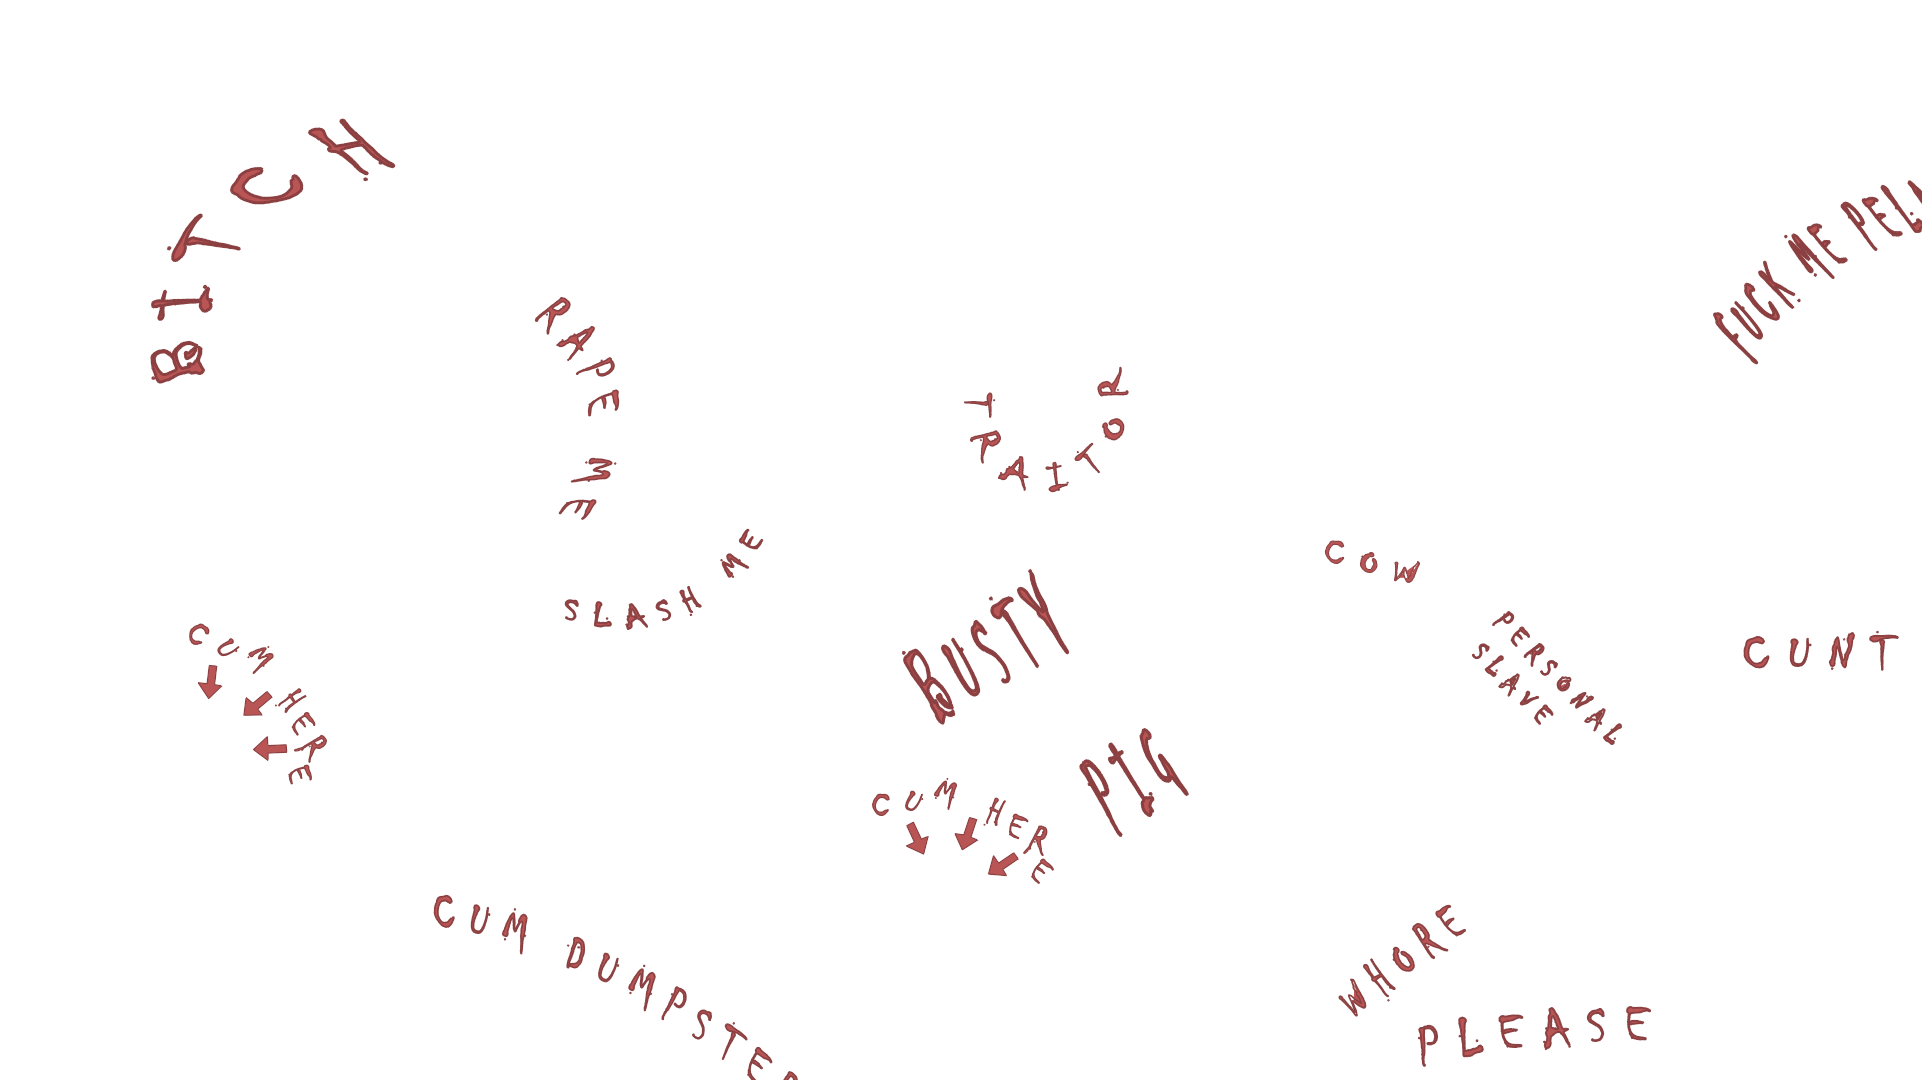 BITCH
FUCK ME
RAPE ME
TRAITOR
SLASH ME
COW
BUSTY
PERSONAL
SLAVE
CUM HERE
CUNT
PIG
CUM HERE
CUM DUMPSTER
WHORE
PLEASE